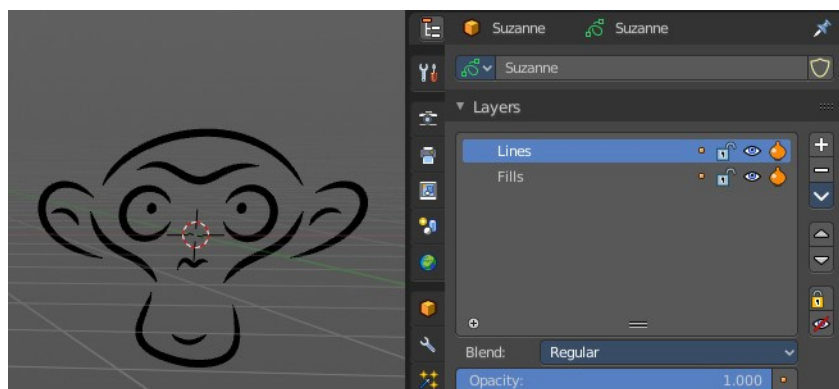 Suzanne Suzanne
Suzanne
Layers
Lines
Fills
Blend: Regular
Opacity: 1.000